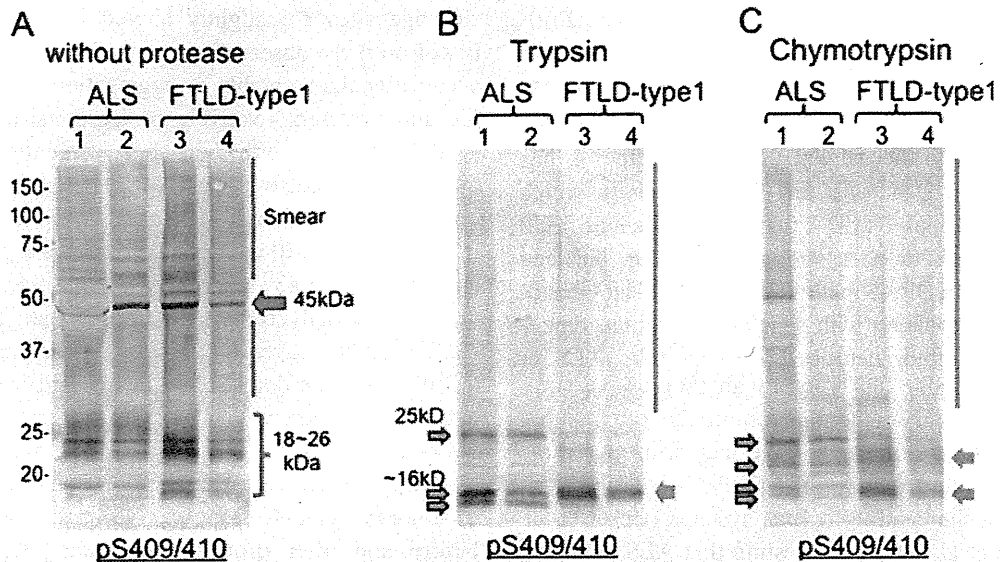 A
without protease
ALS FTLD-type1
1 2 3 4
150-
100-
75-
50-
37-
25-
20-
Smear
45kDa
18~26
kDa
pS409/410
B
Trypsin
ALS FTLD-type1
1 2 3 4
25kD
~16kD
pS409/410
C
Chymotrypsin
ALS FTLD-type1
1 2 3 4
pS409/410